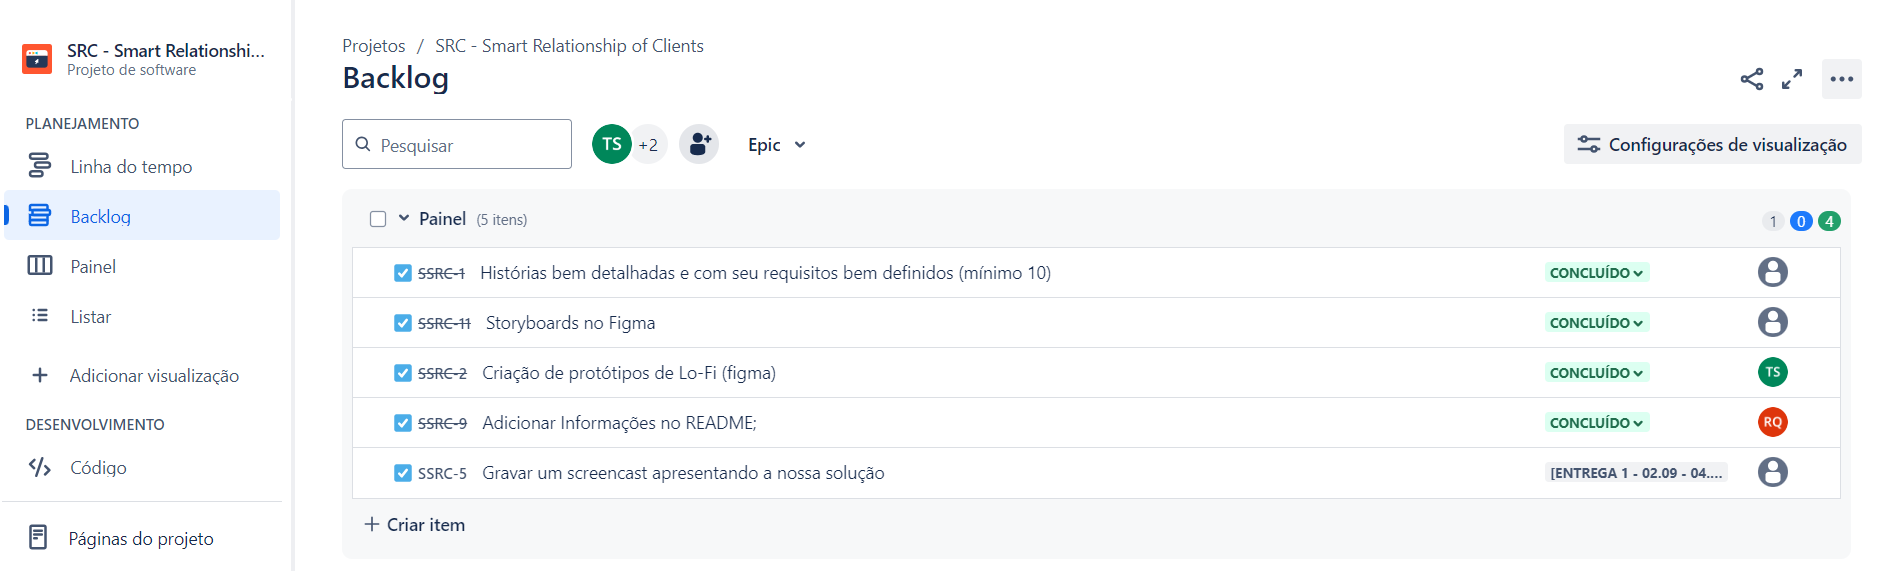 SRC - Smart Relationshi...
Projeto de software
PLANEJAMENTO
Linha do tempo
Backlog
Painel
Listar
Adicionar visualização
DESENVOLVIMENTO
Código
Páginas do projeto
Projetos / SRC - Smart Relationship of Clients
Backlog
Pesquisar TS +2 Epic Configurações de visualização
Painel (5 itens) 1 0 4
SSRC-1 Histórias bem detalhadas e com seu requisitos bem definidos (mínimo 10) CONCLUÍDO
SSRC-11 Storyboards no Figma CONCLUÍDO
SSRC-2 Criação de protótipos de Lo-Fi (figma) CONCLUÍDO TS
SSRC-9 Adicionar Informações no README; CONCLUÍDO RQ
SSRC-5 Gravar um screencast apresentando a nossa solução [ENTREGA 1 - 02.09 - 04....
+ Criar item